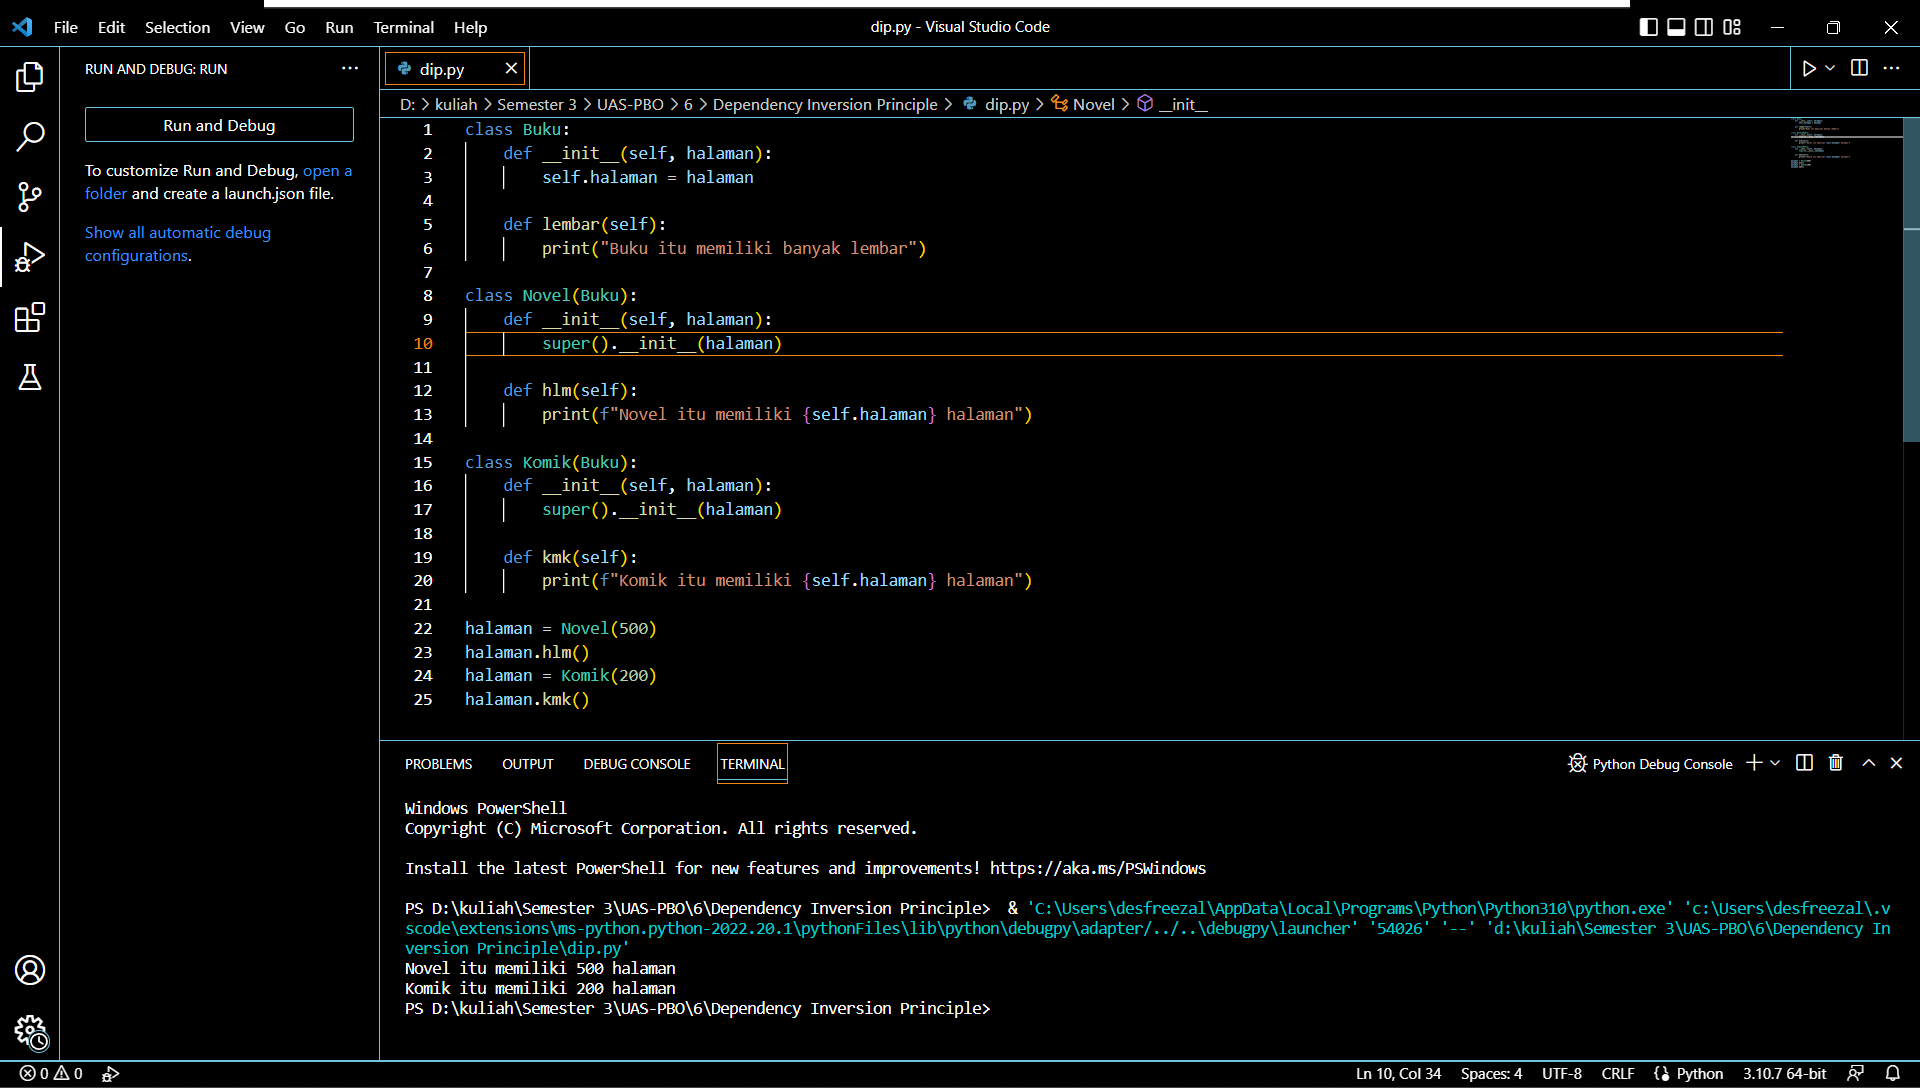 File Edit Selection View Go Run Terminal Help
dip.py - Visual Studio Code
RUN AND DEBUG: RUN
Run and Debug
To customize Run and Debug, open a
folder and create a launch.json file.
Show all automatic debug
configurations.
dip.py
D: > kuliah > Semester 3 > UAS-PBO > 6 > Dependency Inversion Principle > dip.py > Novel > __init__
1 class Buku:
2     def __init__(self, halaman):
3         self.halaman = halaman
4
5     def lembar(self):
6         print("Buku itu memiliki banyak lembar")
7
8 class Novel(Buku):
9     def __init__(self, halaman):
10         super().__init__(halaman)
11
12     def hlm(self):
13         print(f"Novel itu memiliki {self.halaman} halaman")
14
15 class Komik(Buku):
16     def __init__(self, halaman):
17         super().__init__(halaman)
18
19     def kmk(self):
20         print(f"Komik itu memiliki {self.halaman} halaman")
21
22 halaman = Novel(500)
23 halaman.hlm()
24 halaman = Komik(200)
25 halaman.kmk()
PROBLEMS OUTPUT DEBUG CONSOLE TERMINAL
Python Debug Console
Windows PowerShell
Copyright (C) Microsoft Corporation. All rights reserved.
Install the latest PowerShell for new features and improvements! https://aka.ms/PSWindows
PS D:\kuliah\Semester 3\UAS-PBO\6\Dependency Inversion Principle>  & 'C:\Users\desfreezal\AppData\Local\Programs\Python\Python310\python.exe' 'c:\Users\desfreezal\.v
scode\extensions\ms-python.python-2022.20.1\pythonFiles\lib\python\debugpy\adapter/../..\debugpy\launcher' '54026' '--' 'd:\kuliah\Semester 3\UAS-PBO\6\Dependency In
version Principle\dip.py'
Novel itu memiliki 500 halaman
Komik itu memiliki 200 halaman
PS D:\kuliah\Semester 3\UAS-PBO\6\Dependency Inversion Principle>
0 0
Ln 10, Col 34 Spaces: 4 UTF-8 CRLF Python 3.10.7 64-bit